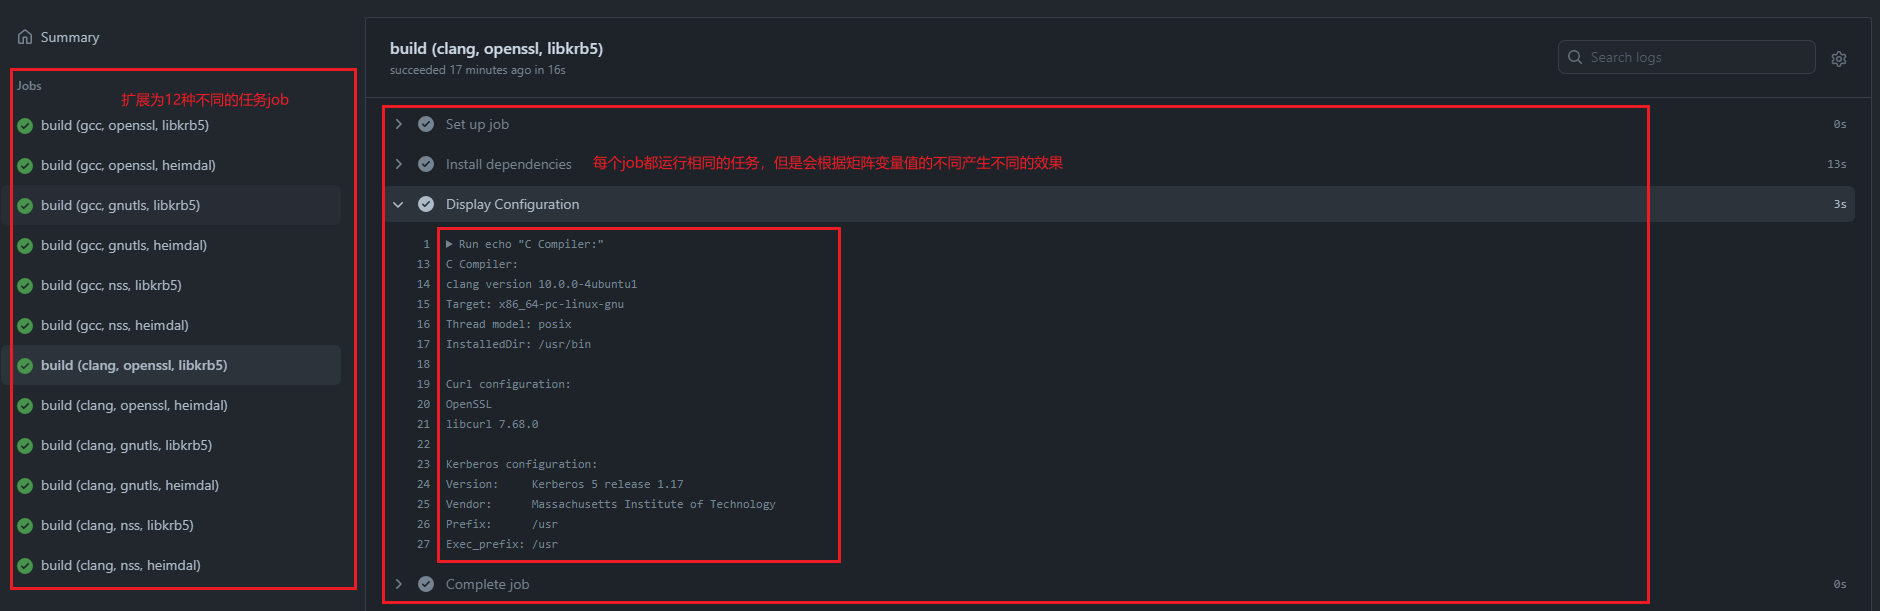 Summary
Jobs
扩展为12种不同的任务job
build (gcc, openssl, libkrb5)
build (gcc, openssl, heimdal)
build (gcc, gnutls, libkrb5)
build (gcc, gnutls, heimdal)
build (gcc, nss, libkrb5)
build (gcc, nss, heimdal)
build (clang, openssl, libkrb5)
build (clang, openssl, heimdal)
build (clang, gnutls, libkrb5)
build (clang, gnutls, heimdal)
build (clang, nss, libkrb5)
build (clang, nss, heimdal)
build (clang, openssl, libkrb5)
succeeded 17 minutes ago in 16s
Search logs
Set up job 0s
Install dependencies 每个job都运行相同的任务，但是会根据矩阵变量值的不同产生不同的效果 13s
Display Configuration 3s
1 ▶ Run echo "C Compiler:"
13 C Compiler:
14 clang version 10.0.0-4ubuntu1
15 Target: x86_64-pc-linux-gnu
16 Thread model: posix
17 InstalledDir: /usr/bin
18
19 Curl configuration:
20 OpenSSL
21 libcurl 7.68.0
22
23 Kerberos configuration:
24 Version: Kerberos 5 release 1.17
25 Vendor: Massachusetts Institute of Technology
26 Prefix: /usr
27 Exec_prefix: /usr
Complete job 0s